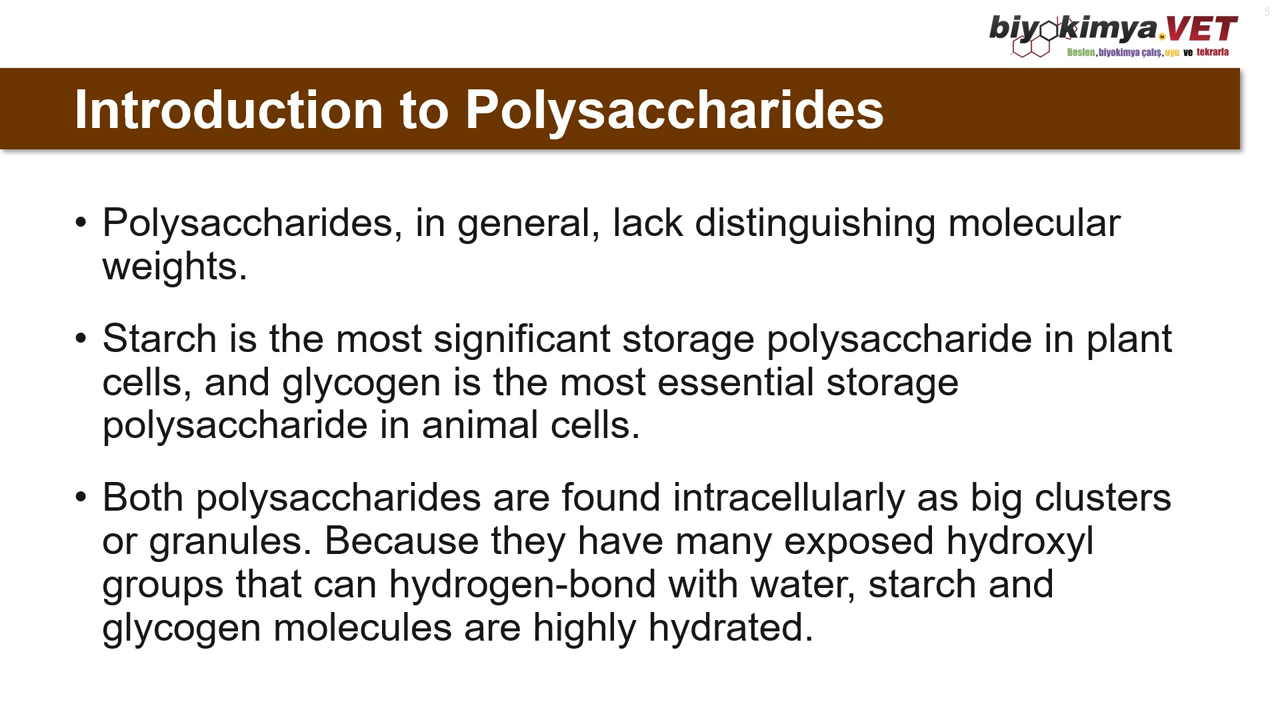 5
biyokimya.VET
Beslen, biyokimya çalış, uyu ve tekrarla
Introduction to Polysaccharides
• Polysaccharides, in general, lack distinguishing molecular
weights.
• Starch is the most significant storage polysaccharide in plant
cells, and glycogen is the most essential storage
polysaccharide in animal cells.
• Both polysaccharides are found intracellularly as big clusters
or granules. Because they have many exposed hydroxyl
groups that can hydrogen-bond with water, starch and
glycogen molecules are highly hydrated.